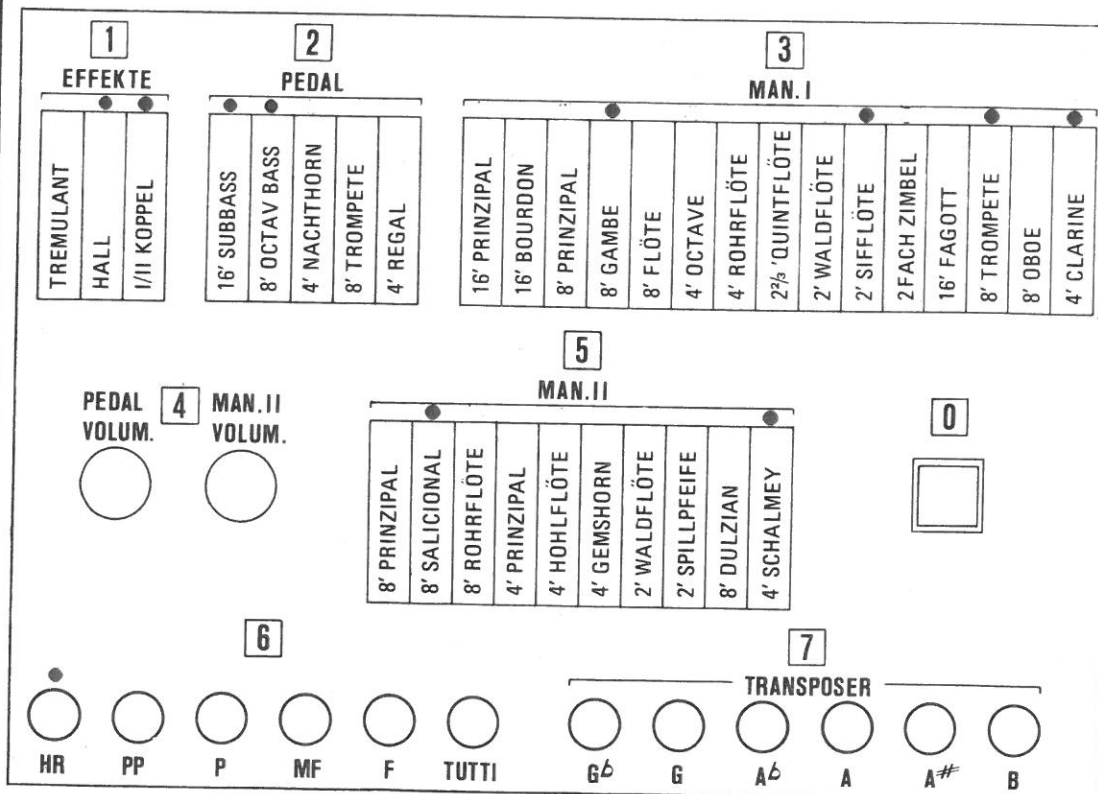 1
EFFEKTE
TREMULANT
HALL
I/II KOPPEL
2
PEDAL
16' SUBBASS
8' OCTAV BASS
4' NACHTHORN
8' TROMPETE
4' REGAL
3
MAN. I
16' PRINZIPAL
16' BOURDON
8' PRINZIPAL
8' GAMBE
8' FLÖTE
4' OCTAVE
4' ROHRFLÖTE
2²/₃ 'QUINTFLÖTE
2' WALDFLÖTE
2' SIFFLÖTE
2 FACH ZIMBEL
16' FAGOTT
8' TROMPETE
8' OBOE
4' CLARINE
4
PEDAL
VOLUM.
MAN.II
VOLUM.
5
MAN.II
8' PRINZIPAL
8' SALICIONAL
8' ROHRFLÖTE
4' PRINZIPAL
4' HOHLFLÖTE
4' GEMSHORN
2' WALDFLÖTE
2' SPILLPFEIFE
8' DULZIAN
4' SCHALMEY
0
6
HR PP P MF F TUTTI
7
TRANSPOSER
G♭ G A♭ A A# B